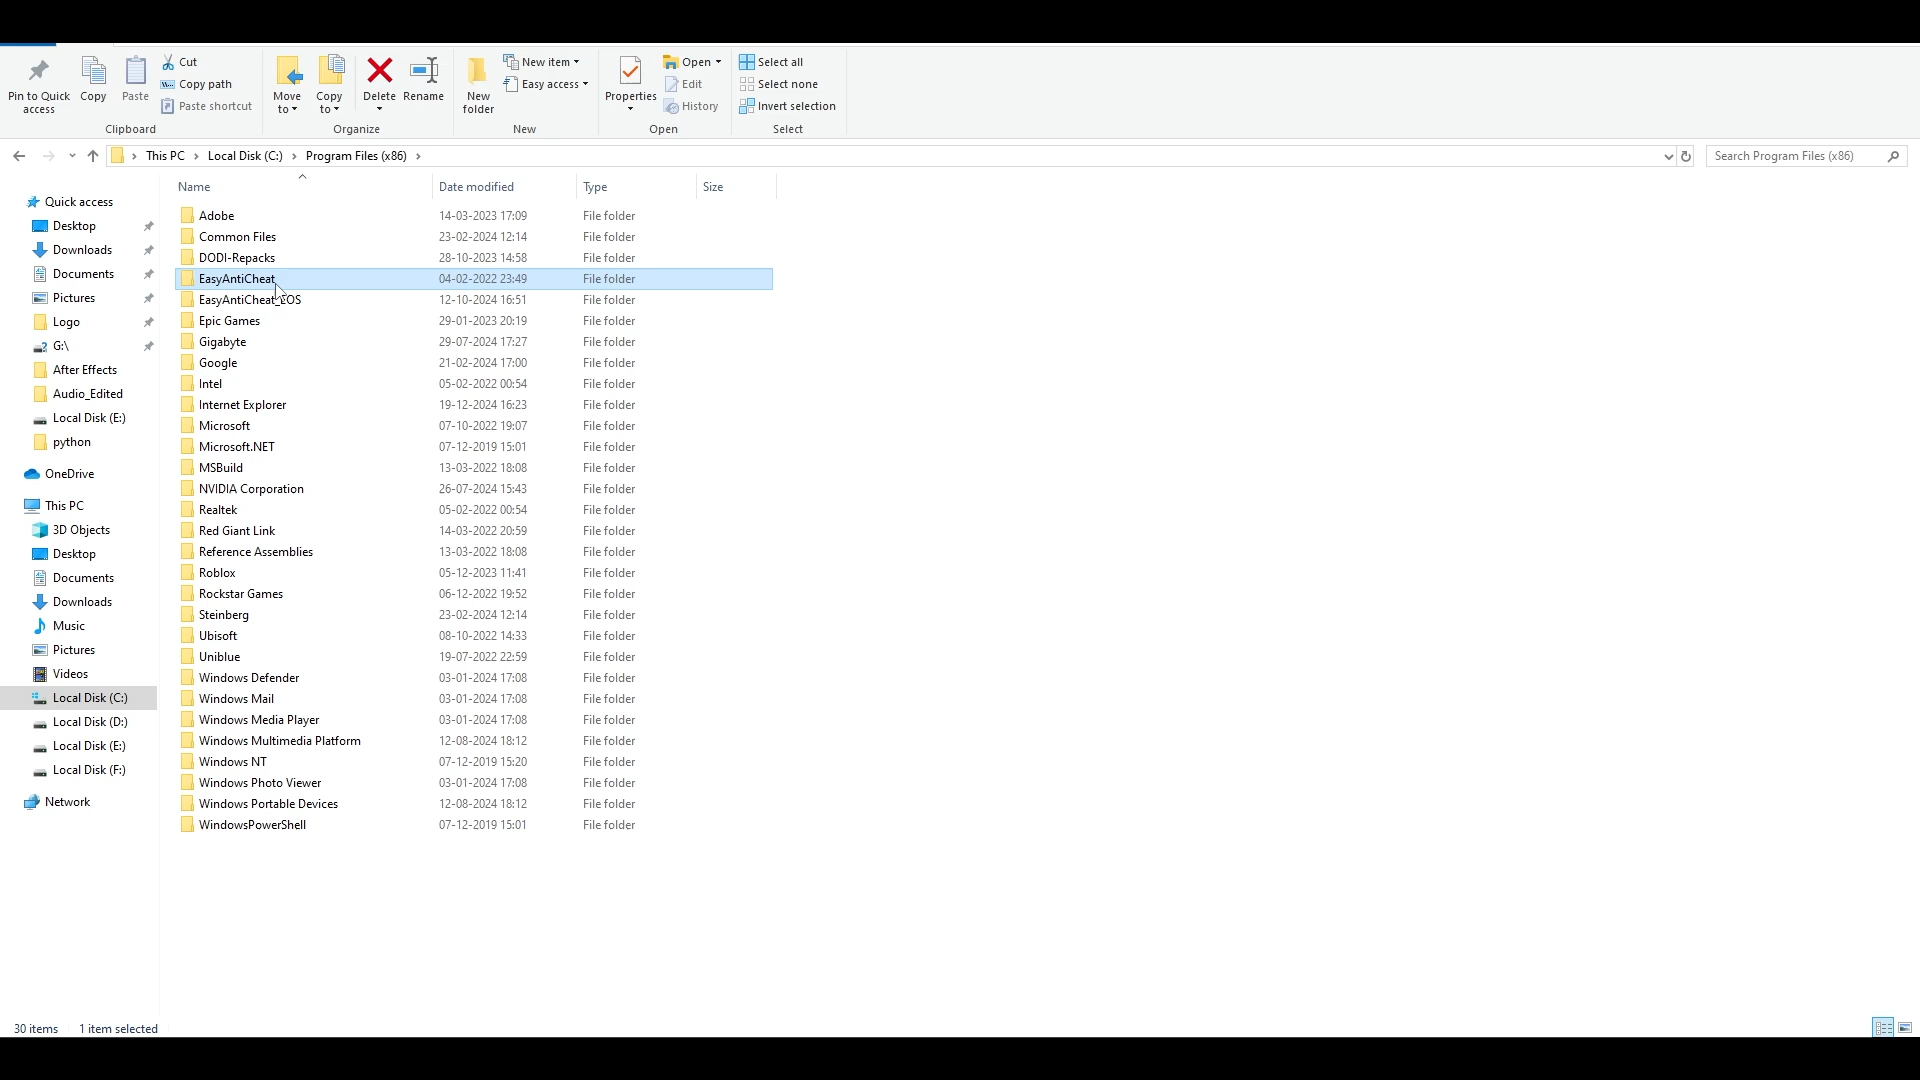 Pin to Quick access
Copy
Paste
Cut
Copy path
Paste shortcut
Clipboard
Move to
Copy to
Delete
Rename
Organize
New folder
New item
Easy access
New
Properties
Open
Edit
History
Open
Select all
Select none
Invert selection
Select
This PC > Local Disk (C:) > Program Files (x86) >
Search Program Files (x86)
Name Date modified Type Size
Quick access
Desktop
Downloads
Documents
Pictures
Logo
G:\
After Effects
Audio_Edited
Local Disk (E:)
python
OneDrive
This PC
3D Objects
Desktop
Documents
Downloads
Music
Pictures
Videos
Local Disk (C:)
Local Disk (D:)
Local Disk (E:)
Local Disk (F:)
Network
Adobe 14-03-2023 17:09 File folder
Common Files 23-02-2024 12:14 File folder
DODI-Repacks 28-10-2023 14:58 File folder
EasyAntiCheat 04-02-2022 23:49 File folder
EasyAntiCheat_EOS 12-10-2024 16:51 File folder
Epic Games 29-01-2023 20:19 File folder
Gigabyte 29-07-2024 17:27 File folder
Google 21-02-2024 17:00 File folder
Intel 05-02-2022 00:54 File folder
Internet Explorer 19-12-2024 16:23 File folder
Microsoft 07-10-2022 19:07 File folder
Microsoft.NET 07-12-2019 15:01 File folder
MSBuild 13-03-2022 18:08 File folder
NVIDIA Corporation 26-07-2024 15:43 File folder
Realtek 05-02-2022 00:54 File folder
Red Giant Link 14-03-2022 20:59 File folder
Reference Assemblies 13-03-2022 18:08 File folder
Roblox 05-12-2023 11:41 File folder
Rockstar Games 06-12-2022 19:52 File folder
Steinberg 23-02-2024 12:14 File folder
Ubisoft 08-10-2022 14:33 File folder
Uniblue 19-07-2022 22:59 File folder
Windows Defender 03-01-2024 17:08 File folder
Windows Mail 03-01-2024 17:08 File folder
Windows Media Player 03-01-2024 17:08 File folder
Windows Multimedia Platform 12-08-2024 18:12 File folder
Windows NT 07-12-2019 15:20 File folder
Windows Photo Viewer 03-01-2024 17:08 File folder
Windows Portable Devices 12-08-2024 18:12 File folder
WindowsPowerShell 07-12-2019 15:01 File folder
30 items 1 item selected